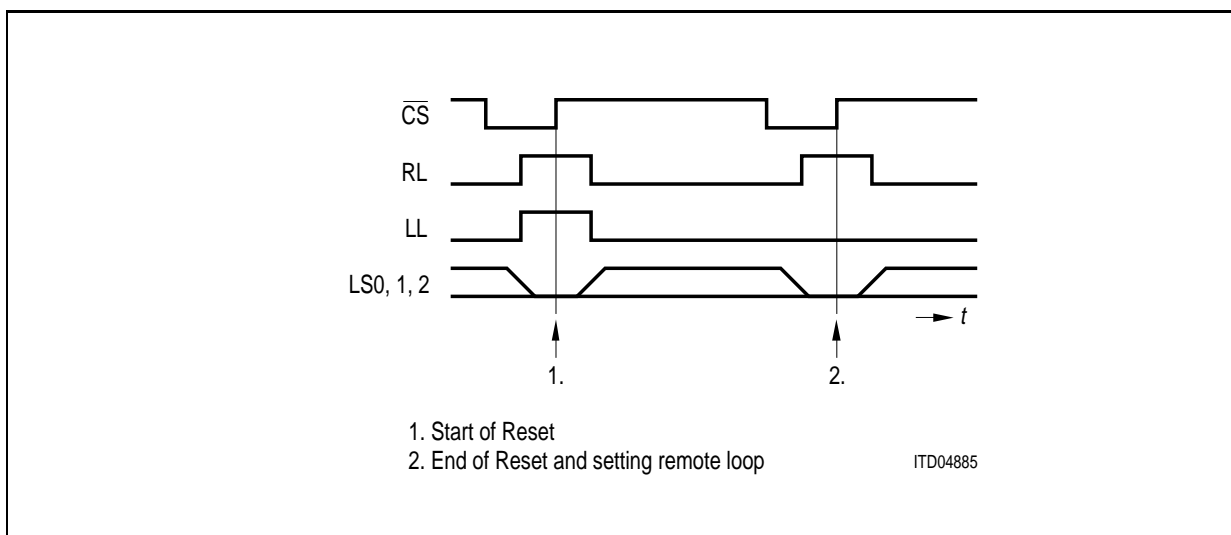 C̅S̅
RL
LL
LS0, 1, 2
t
1.
2.
1. Start of Reset
2. End of Reset and setting remote loop
ITD04885